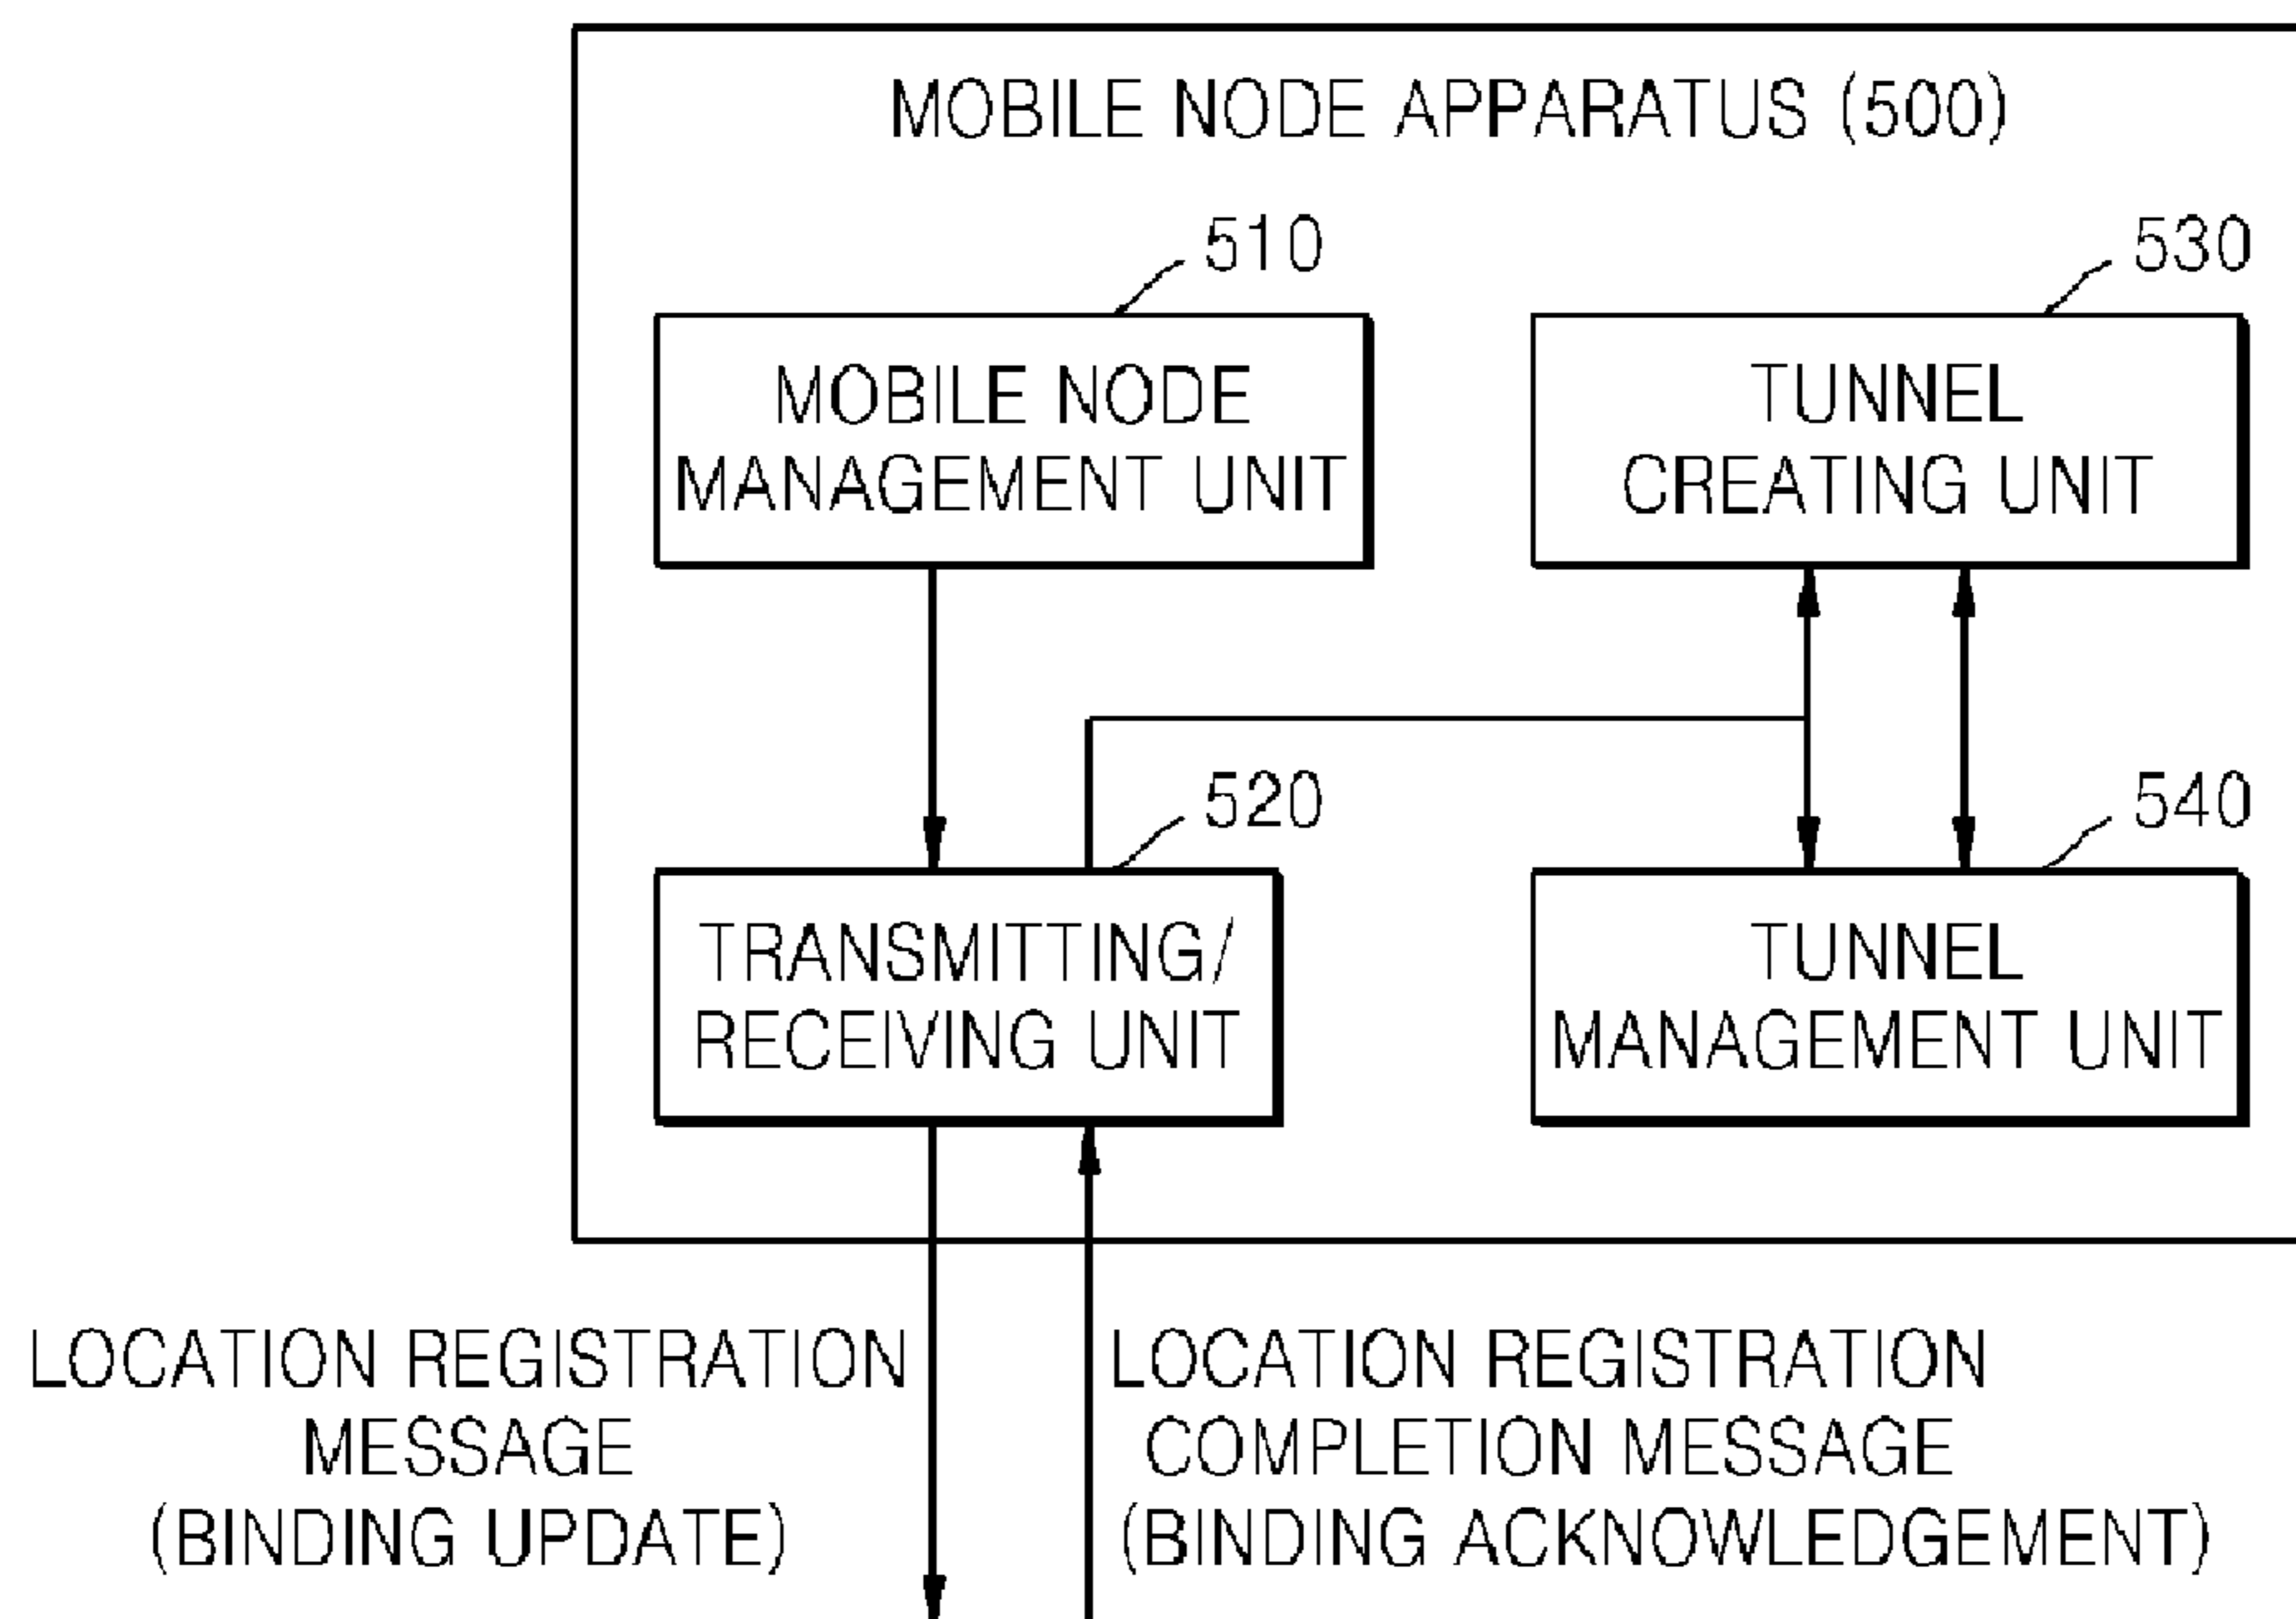 MOBILE NODE APPARATUS (500)
510
530
MOBILE NODE
MANAGEMENT UNIT
TUNNEL
CREATING UNIT
520
540
TRANSMITTING/
RECEIVING UNIT
TUNNEL
MANAGEMENT UNIT
LOCATION REGISTRATION
MESSAGE
(BINDING UPDATE)
LOCATION REGISTRATION
COMPLETION MESSAGE
(BINDING ACKNOWLEDGEMENT)